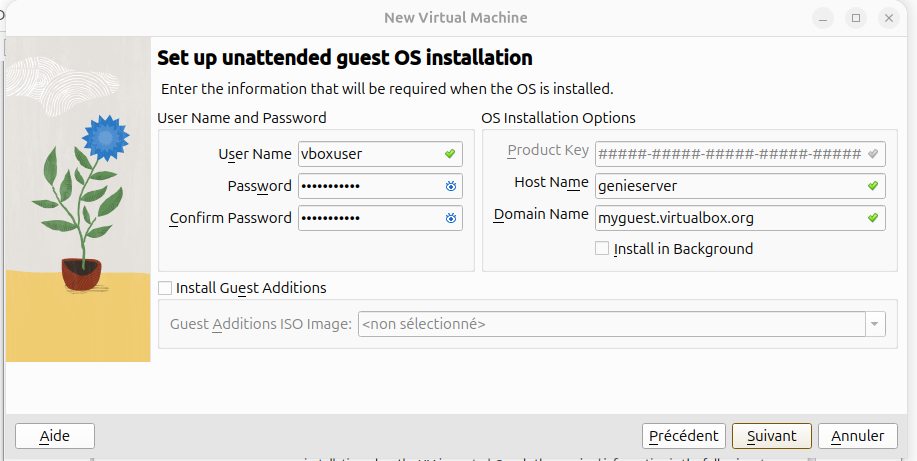 New Virtual Machine
Set up unattended guest OS installation
Enter the information that will be required when the OS is installed.
User Name and Password
User Name vboxuser
Password •••••••••••
Confirm Password •••••••••••
OS Installation Options
Product Key #####-#####-#####-#####-#####
Host Name genieserver
Domain Name myguest.virtualbox.org
Install in Background
Install Guest Additions
Guest Additions ISO Image: <non sélectionné>
Aide
Précédent
Suivant
Annuler